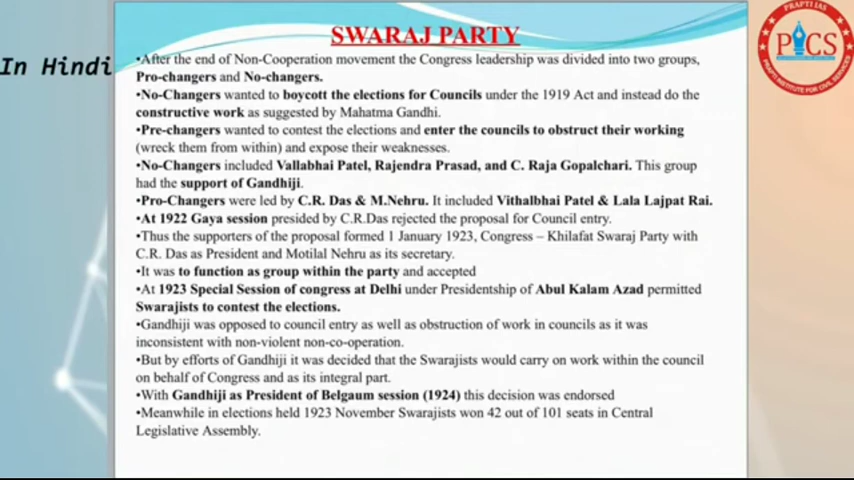 SWARAJ PARTY
In Hindi
PRAPTI IAS
PiCS
PRAPTI INSTITUTE FOR CIVIL SERVICES
•After the end of Non-Cooperation movement the Congress leadership was divided into two groups,
Pro-changers and No-changers.
•No-Changers wanted to boycott the elections for Councils under the 1919 Act and instead do the
constructive work as suggested by Mahatma Gandhi.
•Pre-changers wanted to contest the elections and enter the councils to obstruct their working
(wreck them from within) and expose their weaknesses.
•No-Changers included Vallabhai Patel, Rajendra Prasad, and C. Raja Gopalchari. This group
had the support of Gandhiji.
•Pro-Changers were led by C.R. Das & M.Nehru. It included Vithalbhai Patel & Lala Lajpat Rai.
•At 1922 Gaya session presided by C.R.Das rejected the proposal for Council entry.
•Thus the supporters of the proposal formed 1 January 1923, Congress – Khilafat Swaraj Party with
C.R. Das as President and Motilal Nehru as its secretary.
•It was to function as group within the party and accepted
•At 1923 Special Session of congress at Delhi under Presidentship of Abul Kalam Azad permitted
Swarajists to contest the elections.
•Gandhiji was opposed to council entry as well as obstruction of work in councils as it was
inconsistent with non-violent non-co-operation.
•But by efforts of Gandhiji it was decided that the Swarajists would carry on work within the council
on behalf of Congress and as its integral part.
•With Gandhiji as President of Belgaum session (1924) this decision was endorsed
•Meanwhile in elections held 1923 November Swarajists won 42 out of 101 seats in Central
Legislative Assembly.